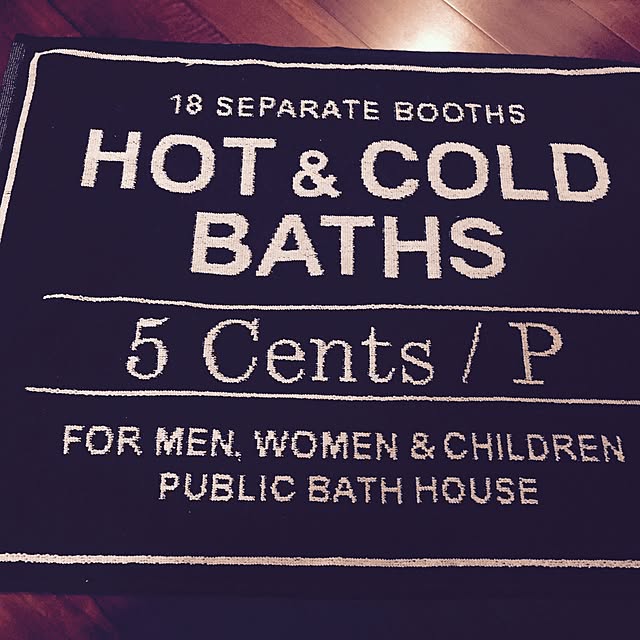 18 SEPARATE BOOTHS
HOT & COLD
BATHS
5 Cents / P
FOR MEN, WOMEN & CHILDREN
PUBLIC BATH HOUSE